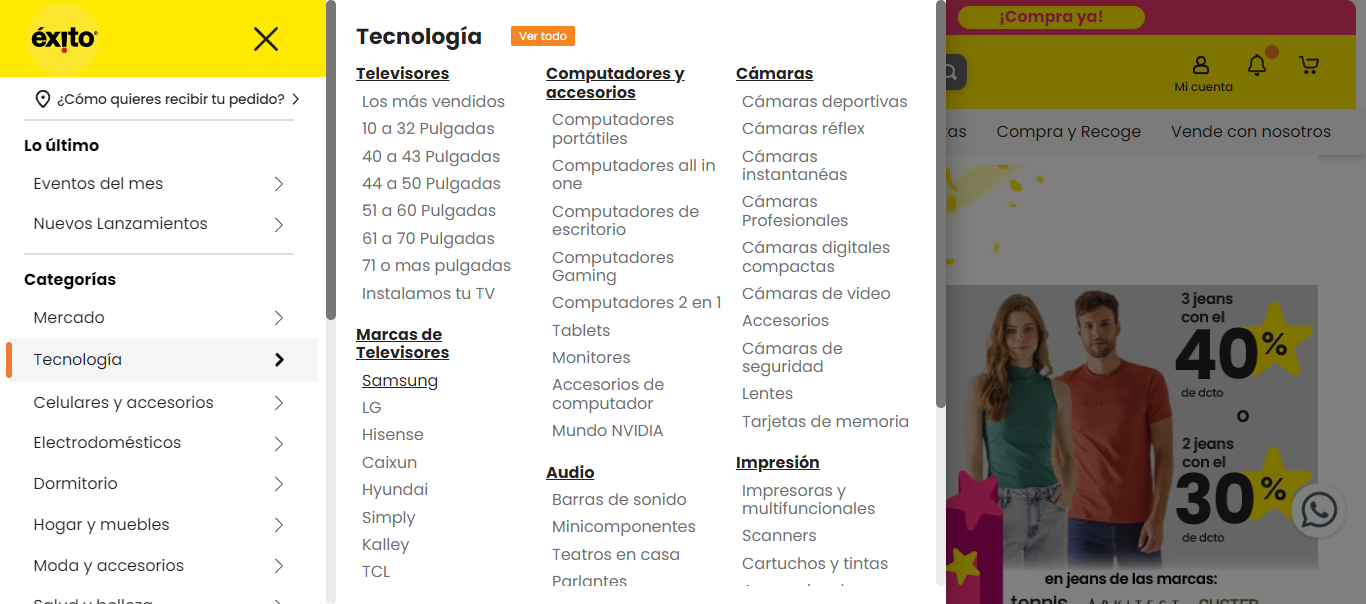 éxito
¿Cómo quieres recibir tu pedido?
Lo último
Eventos del mes
Nuevos Lanzamientos
Categorías
Mercado
Tecnología
Celulares y accesorios
Electrodomésticos
Dormitorio
Hogar y muebles
Moda y accesorios
Salud y belleza
Tecnología
Ver todo
Televisores
Los más vendidos
10 a 32 Pulgadas
40 a 43 Pulgadas
44 a 50 Pulgadas
51 a 60 Pulgadas
61 a 70 Pulgadas
71 o mas pulgadas
Instalamos tu TV
Marcas de
Televisores
Samsung
LG
Hisense
Caixun
Hyundai
Simply
Kalley
TCL
Computadores y
accesorios
Computadores
portátiles
Computadores all in
one
Computadores de
escritorio
Computadores
Gaming
Computadores 2 en 1
Tablets
Monitores
Accesorios de
computador
Mundo NVIDIA
Audio
Barras de sonido
Minicomponentes
Teatros en casa
Parlantes
Cámaras
Cámaras deportivas
Cámaras réflex
Cámaras
instantanéas
Cámaras
Profesionales
Cámaras digitales
compactas
Cámaras de video
Accesorios
Cámaras de
seguridad
Lentes
Tarjetas de memoria
Impresión
Impresoras y
multifuncionales
Scanners
Cartuchos y tintas
¡Compra ya!
Mi cuenta
tas
Compra y Recoge
Vende con nosotros
3 jeans
con el
40%
de dcto
O
2 jeans
con el
30%
de dcto
en jeans de las marcas:
tennis ARKITECT CUSTER